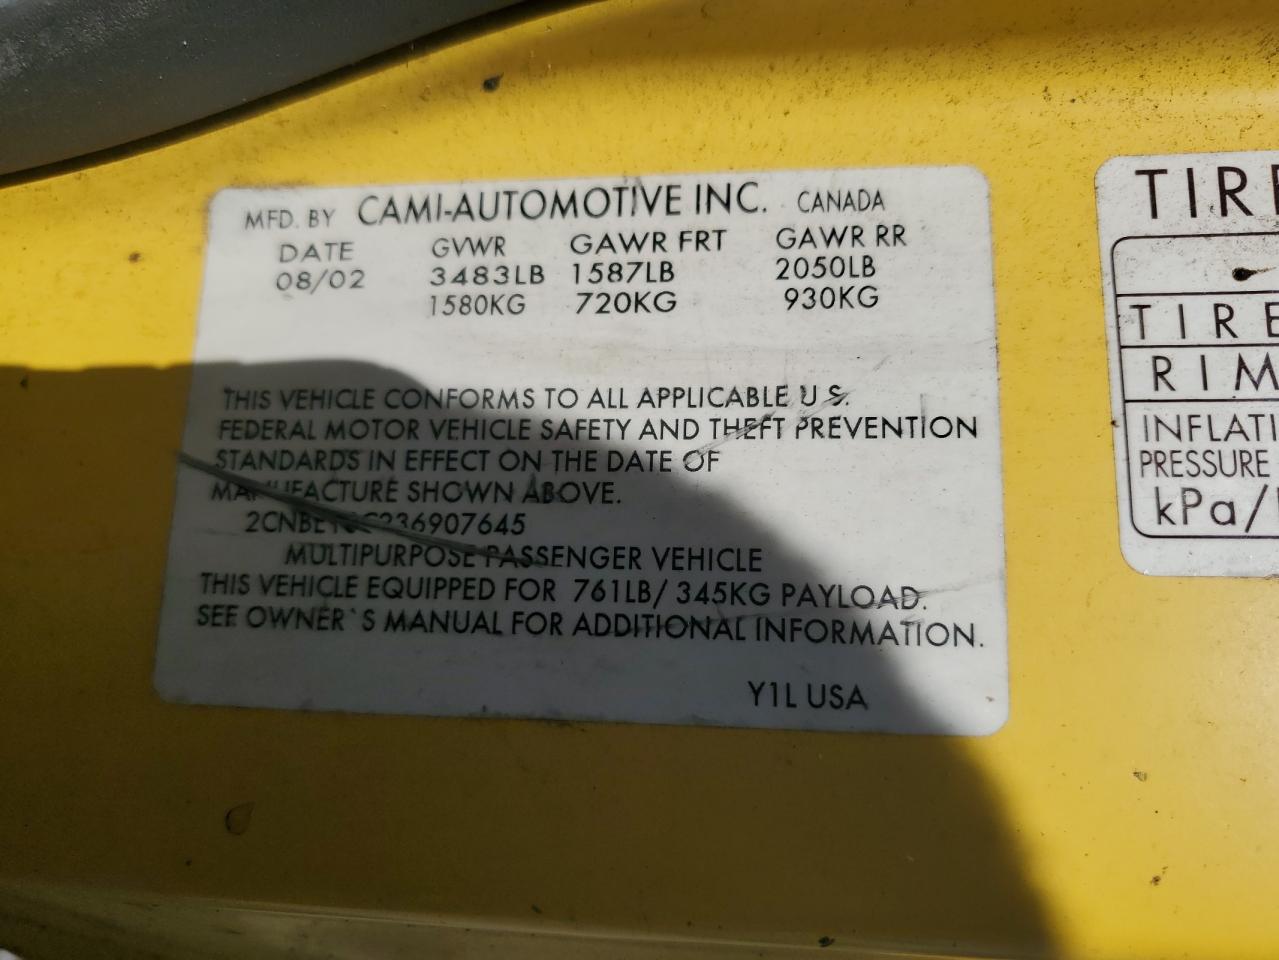 MFD. BY CAMI-AUTOMOTIVE INC. CANADA
DATE GVWR GAWR FRT GAWR RR
08/02 3483LB 1587LB 2050LB
1580KG 720KG 930KG
THIS VEHICLE CONFORMS TO ALL APPLICABLE U.S.
FEDERAL MOTOR VEHICLE SAFETY AND THEFT PREVENTION
STANDARDS IN EFFECT ON THE DATE OF
MANUFACTURE SHOWN ABOVE.
MULTIPURPOSE PASSENGER VEHICLE
THIS VEHICLE EQUIPPED FOR 761LB/ 345KG PAYLOAD.
SEE OWNER`S MANUAL FOR ADDITIONAL INFORMATION.
Y1L USA
TIRE
TIRE
RIM
INFLATI
PRESSURE
kPa/